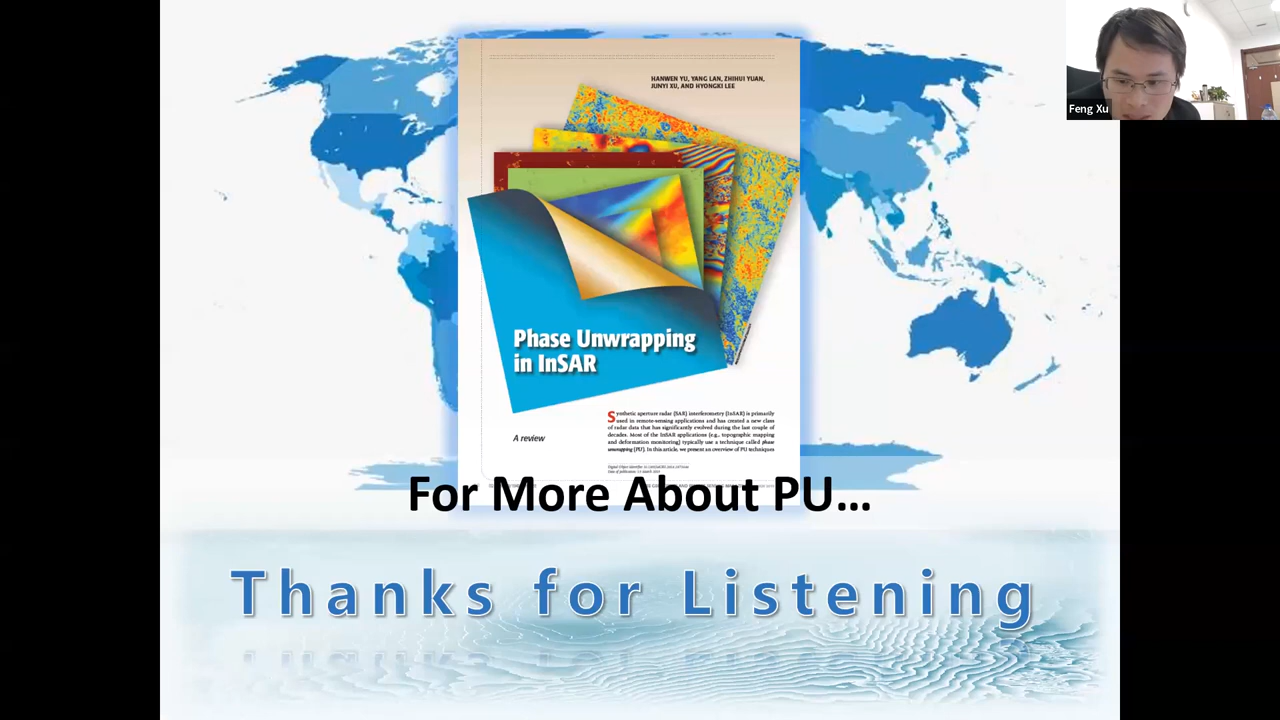 HANWEN YU, YANG LAN, ZHIHUI YUAN,
JUNYI XU, AND HYONGKI LEE
Feng Xu
Phase Unwrapping
in InSAR
Synthetic aperture radar (SAR) interferometry (InSAR) is primarily
used in remote-sensing applications and has created a new class
of radar data that has significantly evolved during the last couple of
decades. Most of the InSAR applications (e.g., topographic mapping
and deformation monitoring) typically use a technique called phase
unwrapping (PU). In this article, we present an overview of PU techniques
A review
For More About PU...
Thanks for Listening